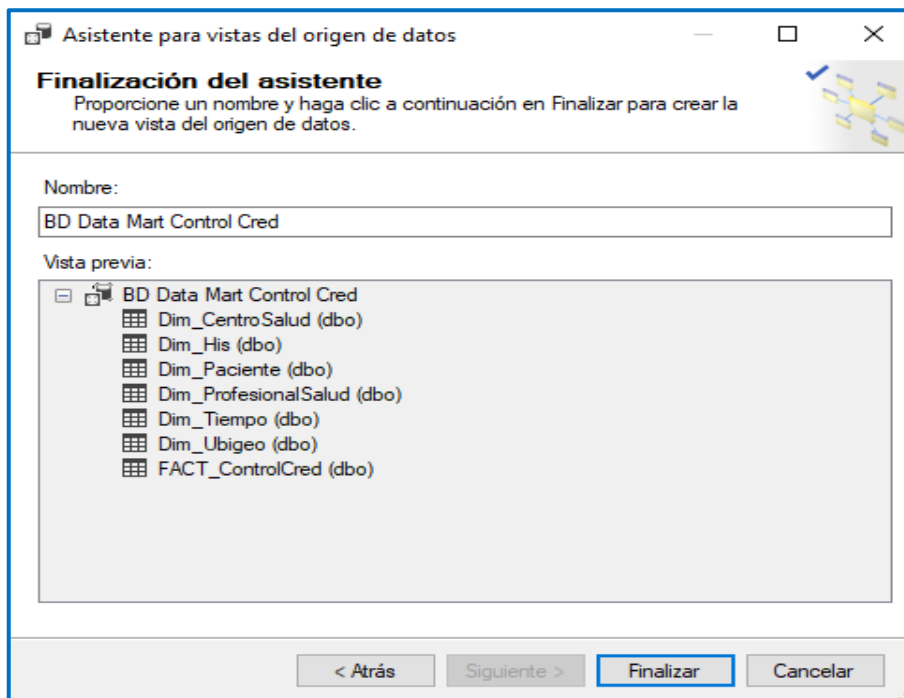 Asistente para vistas del origen de datos
Finalización del asistente
Proporcione un nombre y haga clic a continuación en Finalizar para crear la
nueva vista del origen de datos.
Nombre:
BD Data Mart Control Cred
Vista previa:
BD Data Mart Control Cred
Dim_CentroSalud (dbo)
Dim_His (dbo)
Dim_Paciente (dbo)
Dim_ProfesionalSalud (dbo)
Dim_Tiempo (dbo)
Dim_Ubigeo (dbo)
FACT_ControlCred (dbo)
< Atrás Siguiente > Finalizar Cancelar